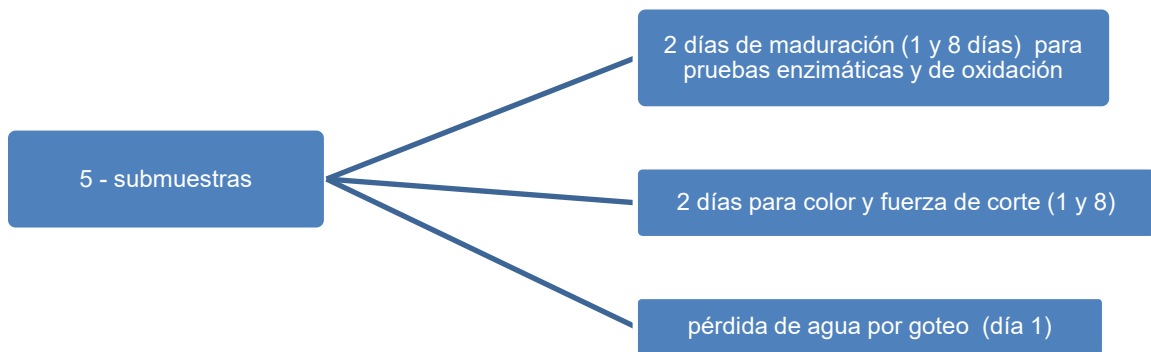 2 días de maduración (1 y 8 días)  para
pruebas enzimáticas y de oxidación
5 - submuestras
2 días para color y fuerza de corte (1 y 8)
pérdida de agua por goteo  (día 1)